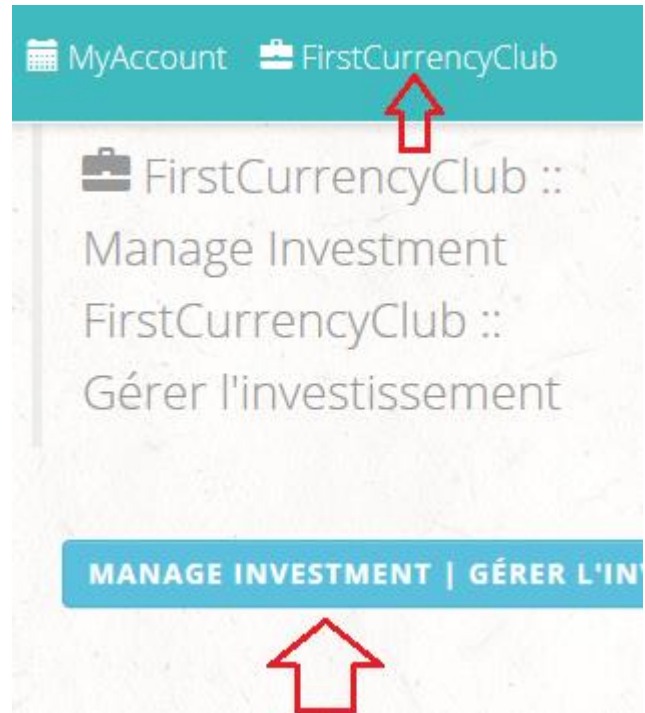 MyAccount FirstCurrencyClub
FirstCurrencyClub ::
Manage Investment
FirstCurrencyClub ::
Gérer l'investissement
MANAGE INVESTMENT | GÉRER L'IN